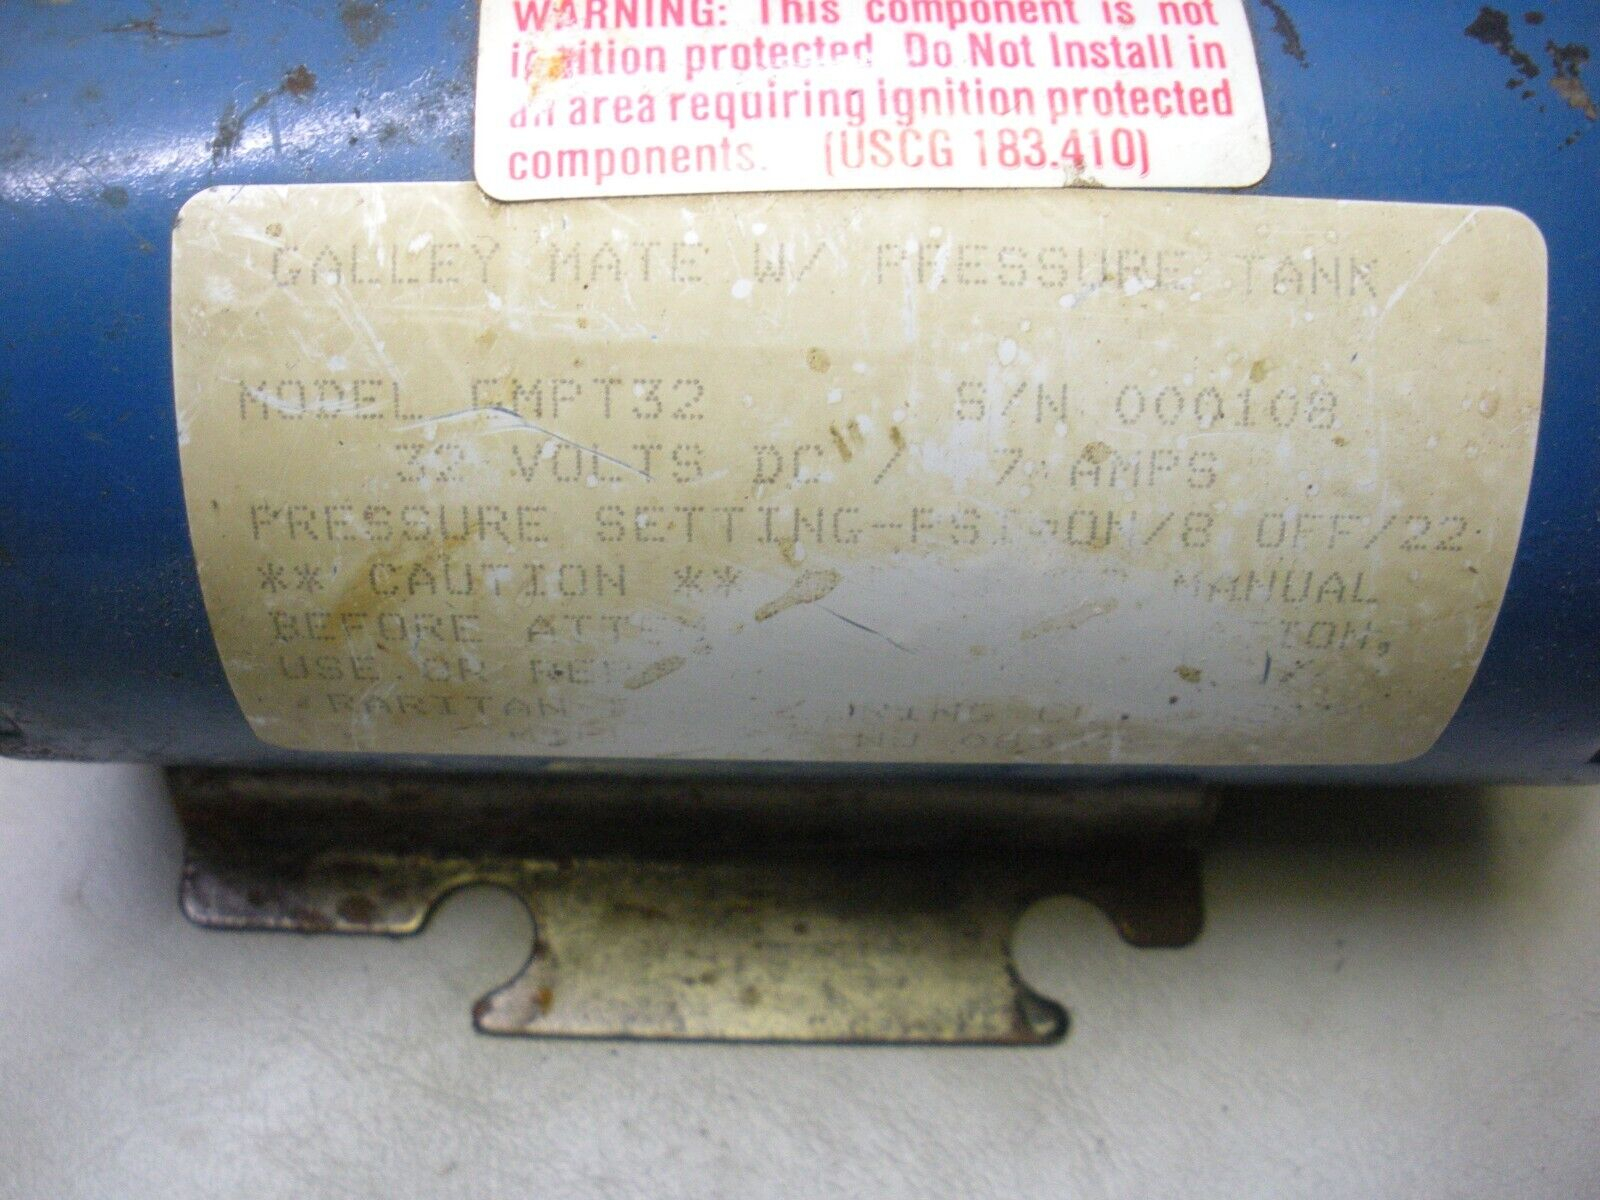 WARNING: This component is not
ignition protected. Do Not Install in
an area requiring ignition protected
components. (USCG 183.410)
GALLEY MATE W/ PRESSURE TANK
MODEL GMPT32 S/N 000108
32 VOLTS DC / 7 AMPS
PRESSURE SETTING-PSI-ON/8 OFF/22
** CAUTION ** MANUAL
BEFORE
USE OR
RARITAN